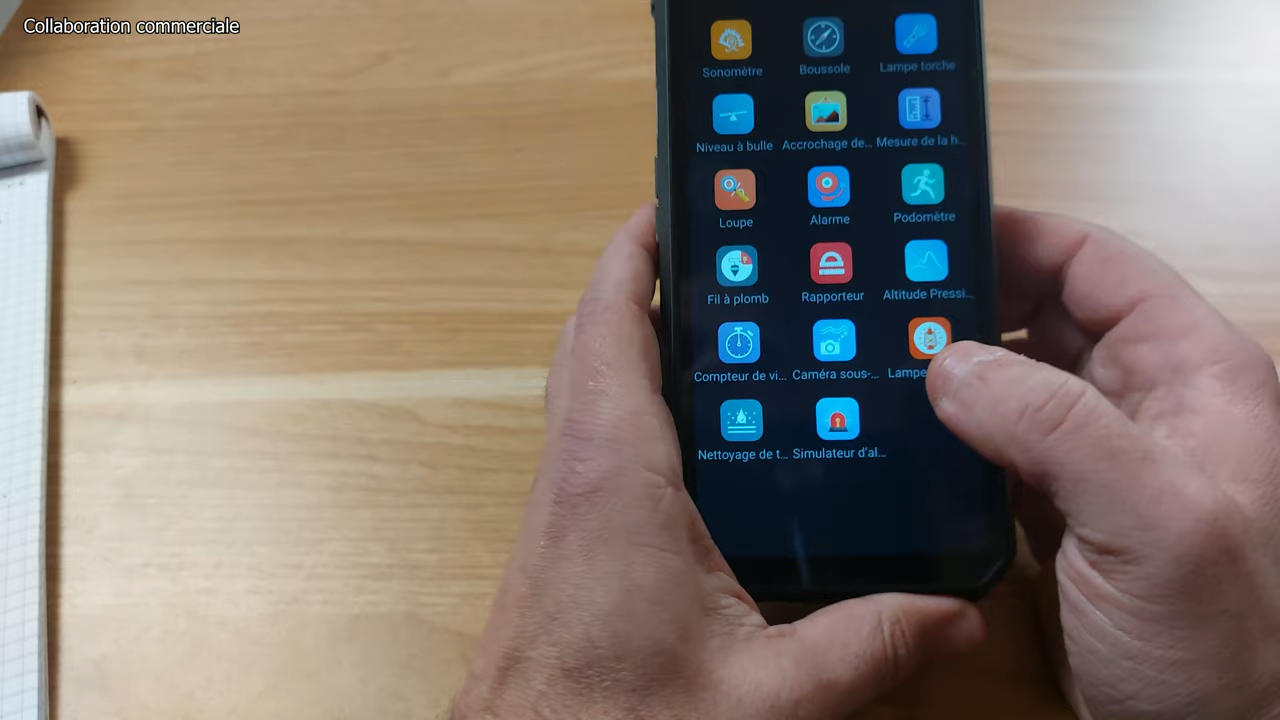 Collaboration commerciale
Sonomètre Boussole Lampe torche
Niveau à bulle Accrochage de... Mesure de la h...
Loupe Alarme Podomètre
Fil à plomb Rapporteur Altitude Pressi...
Compteur de vi... Caméra sous-... Lampe
Nettoyage de t... Simulateur d'al...